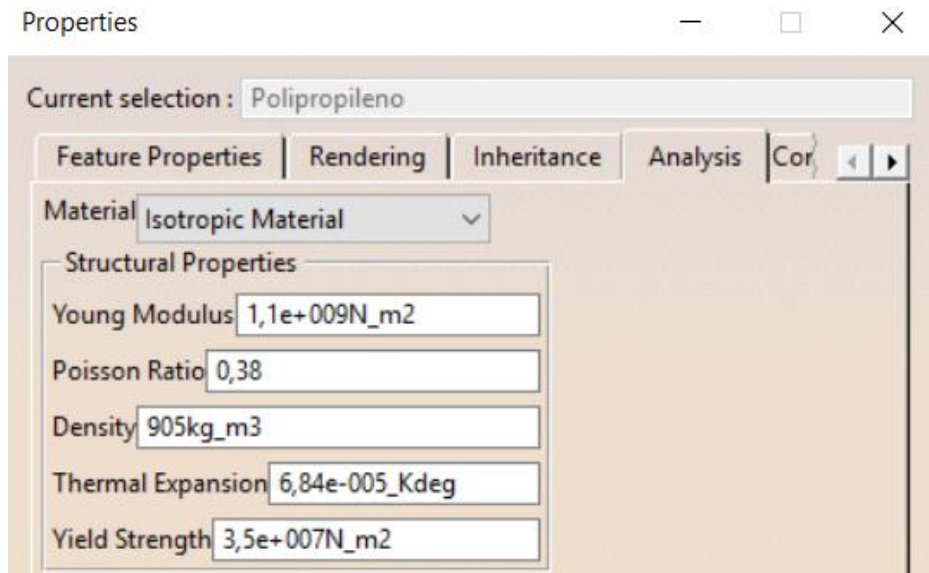 Properties
Current selection : Polipropileno
Feature Properties Rendering Inheritance Analysis Cor
Material Isotropic Material
Structural Properties
Young Modulus 1,1e+009N_m2
Poisson Ratio 0,38
Density 905kg_m3
Thermal Expansion 6,84e-005_Kdeg
Yield Strength 3,5e+007N_m2